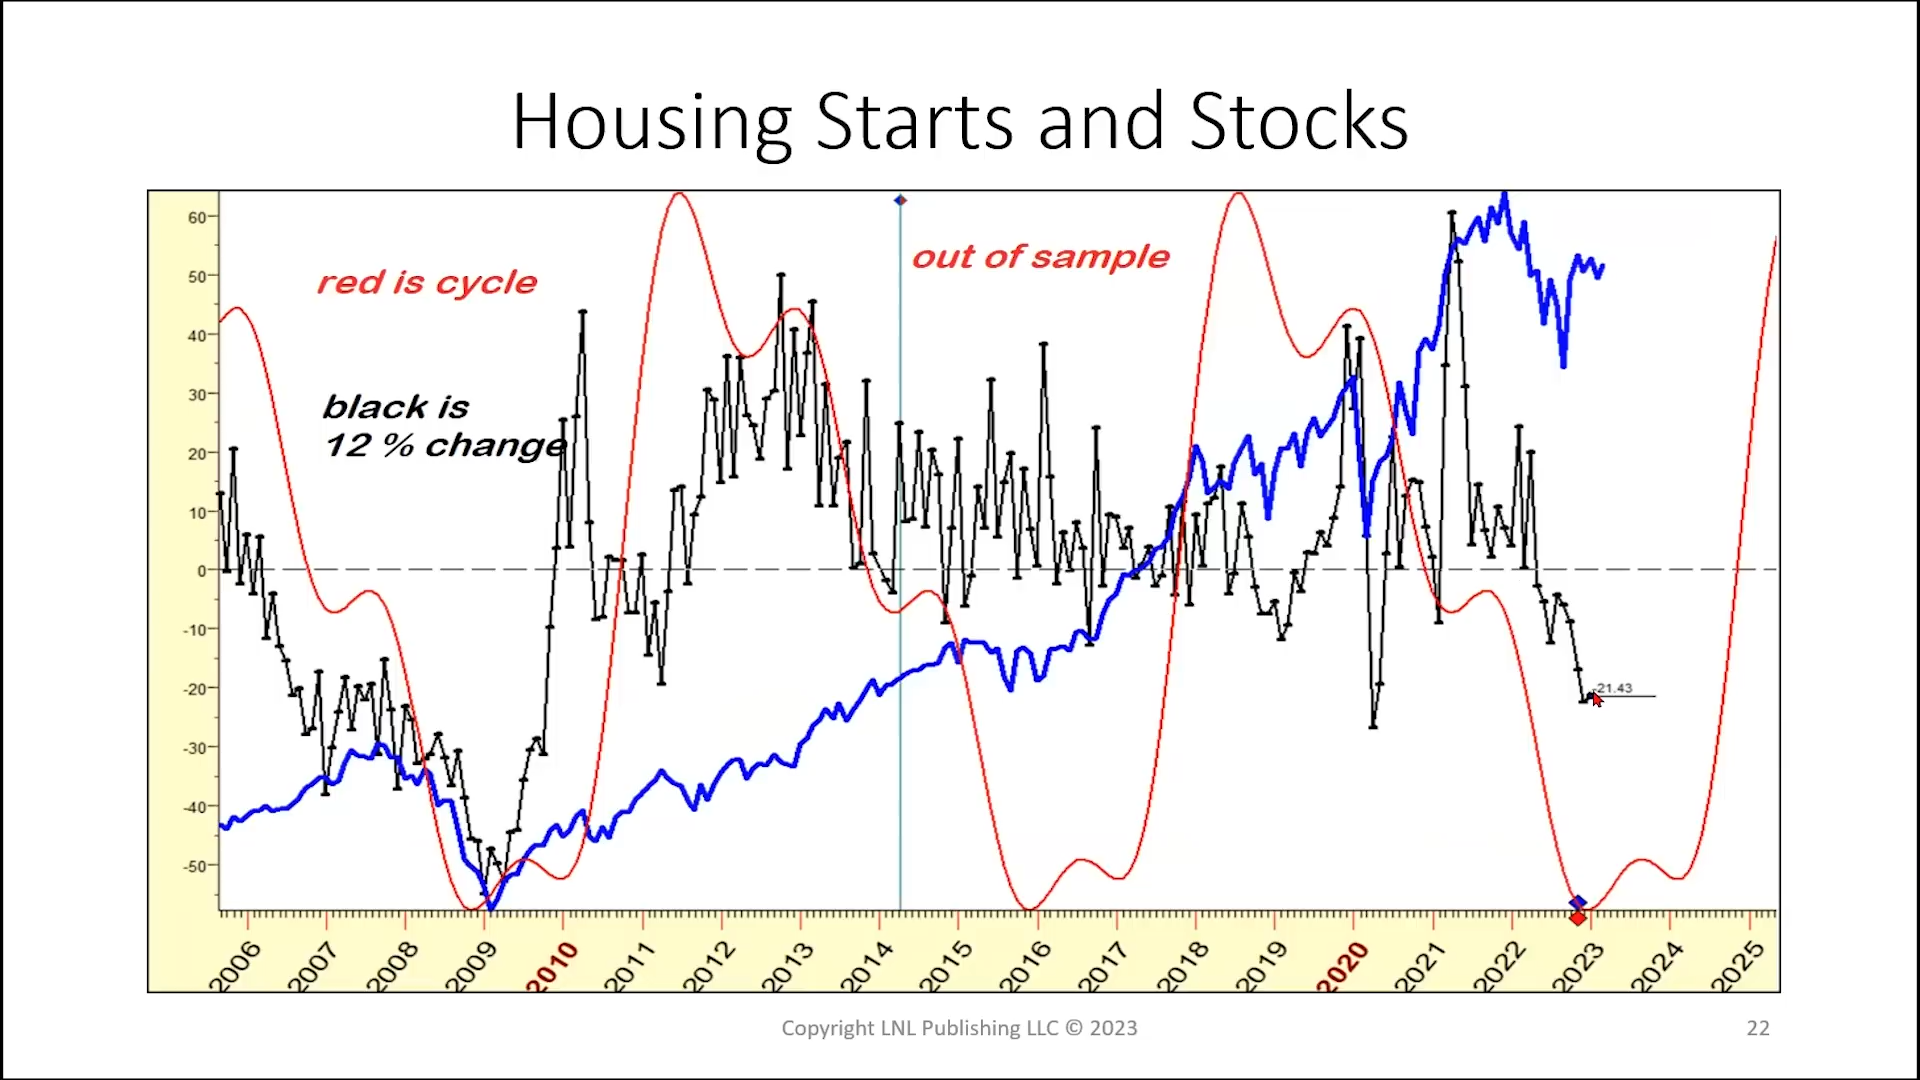 Housing Starts and Stocks
60
50
40
30
20
10
0
-10
-20
-30
-40
-50
red is cycle
out of sample
black is
12 % change
-21.43
2006 2007 2008 2009 2010 2011 2012 2013 2014 2015 2016 2017 2018 2019 2020 2021 2022 2023 2024 2025
Copyright LNL Publishing LLC © 2023
22